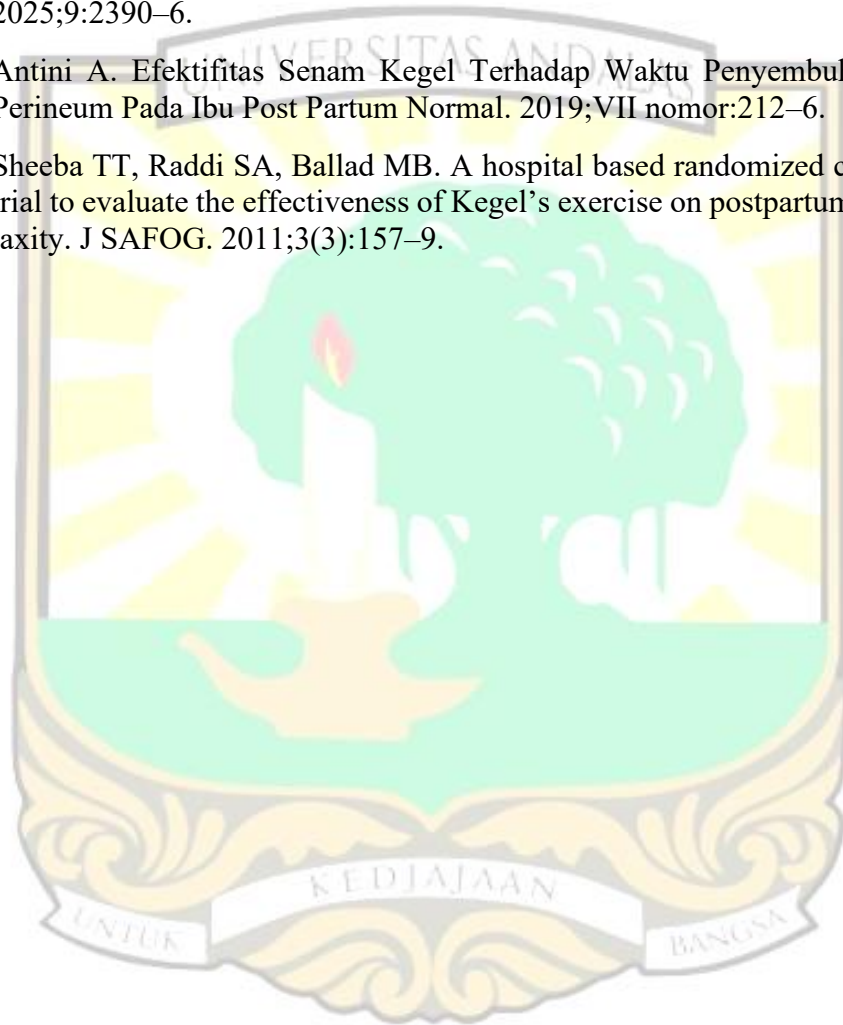 2025;9:2390–6.
UNIVERSITAS ANDALAS
Antini A. Efektifitas Senam Kegel Terhadap Waktu Penyembul
Perineum Pada Ibu Post Partum Normal. 2019;VII nomor:212–6.
Sheeba TT, Raddi SA, Ballad MB. A hospital based randomized c
rial to evaluate the effectiveness of Kegel’s exercise on postpartum
axity. J SAFOG. 2011;3(3):157–9.
KEDJAJAAN
UNTUK BANGSA